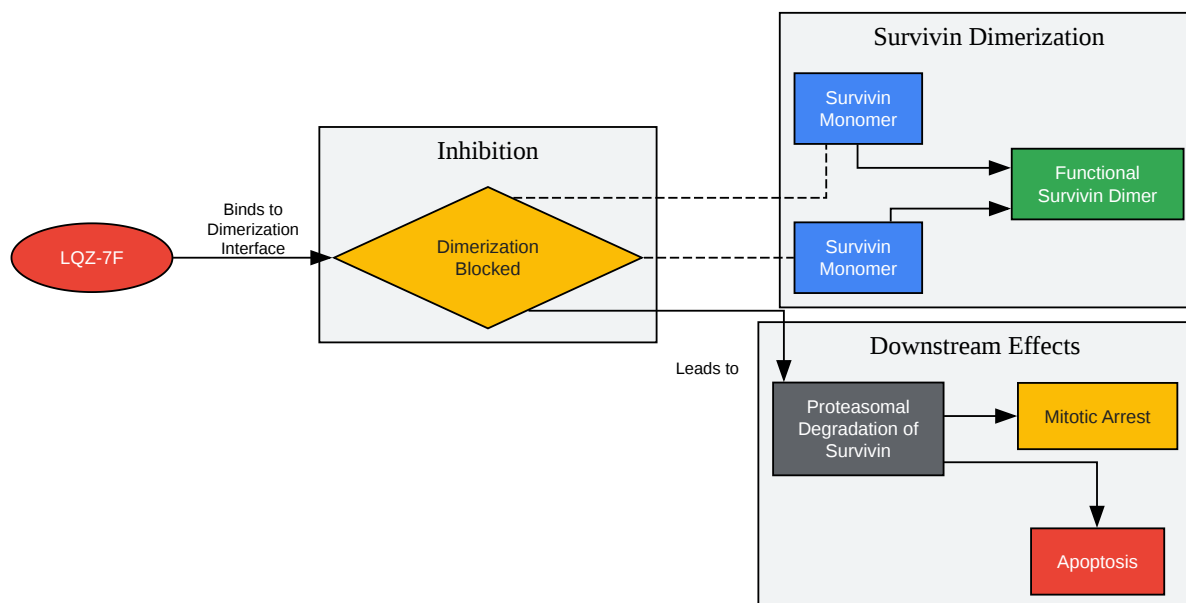 Survivin Dimerization
Survivin
Monomer
Functional
Survivin Dimer
Survivin
Monomer
Inhibition
Dimerization
Blocked
Binds to
Dimerization
Interface
LQZ-7F
Leads to
Downstream Effects
Proteasomal
Degradation of
Survivin
Mitotic Arrest
Apoptosis